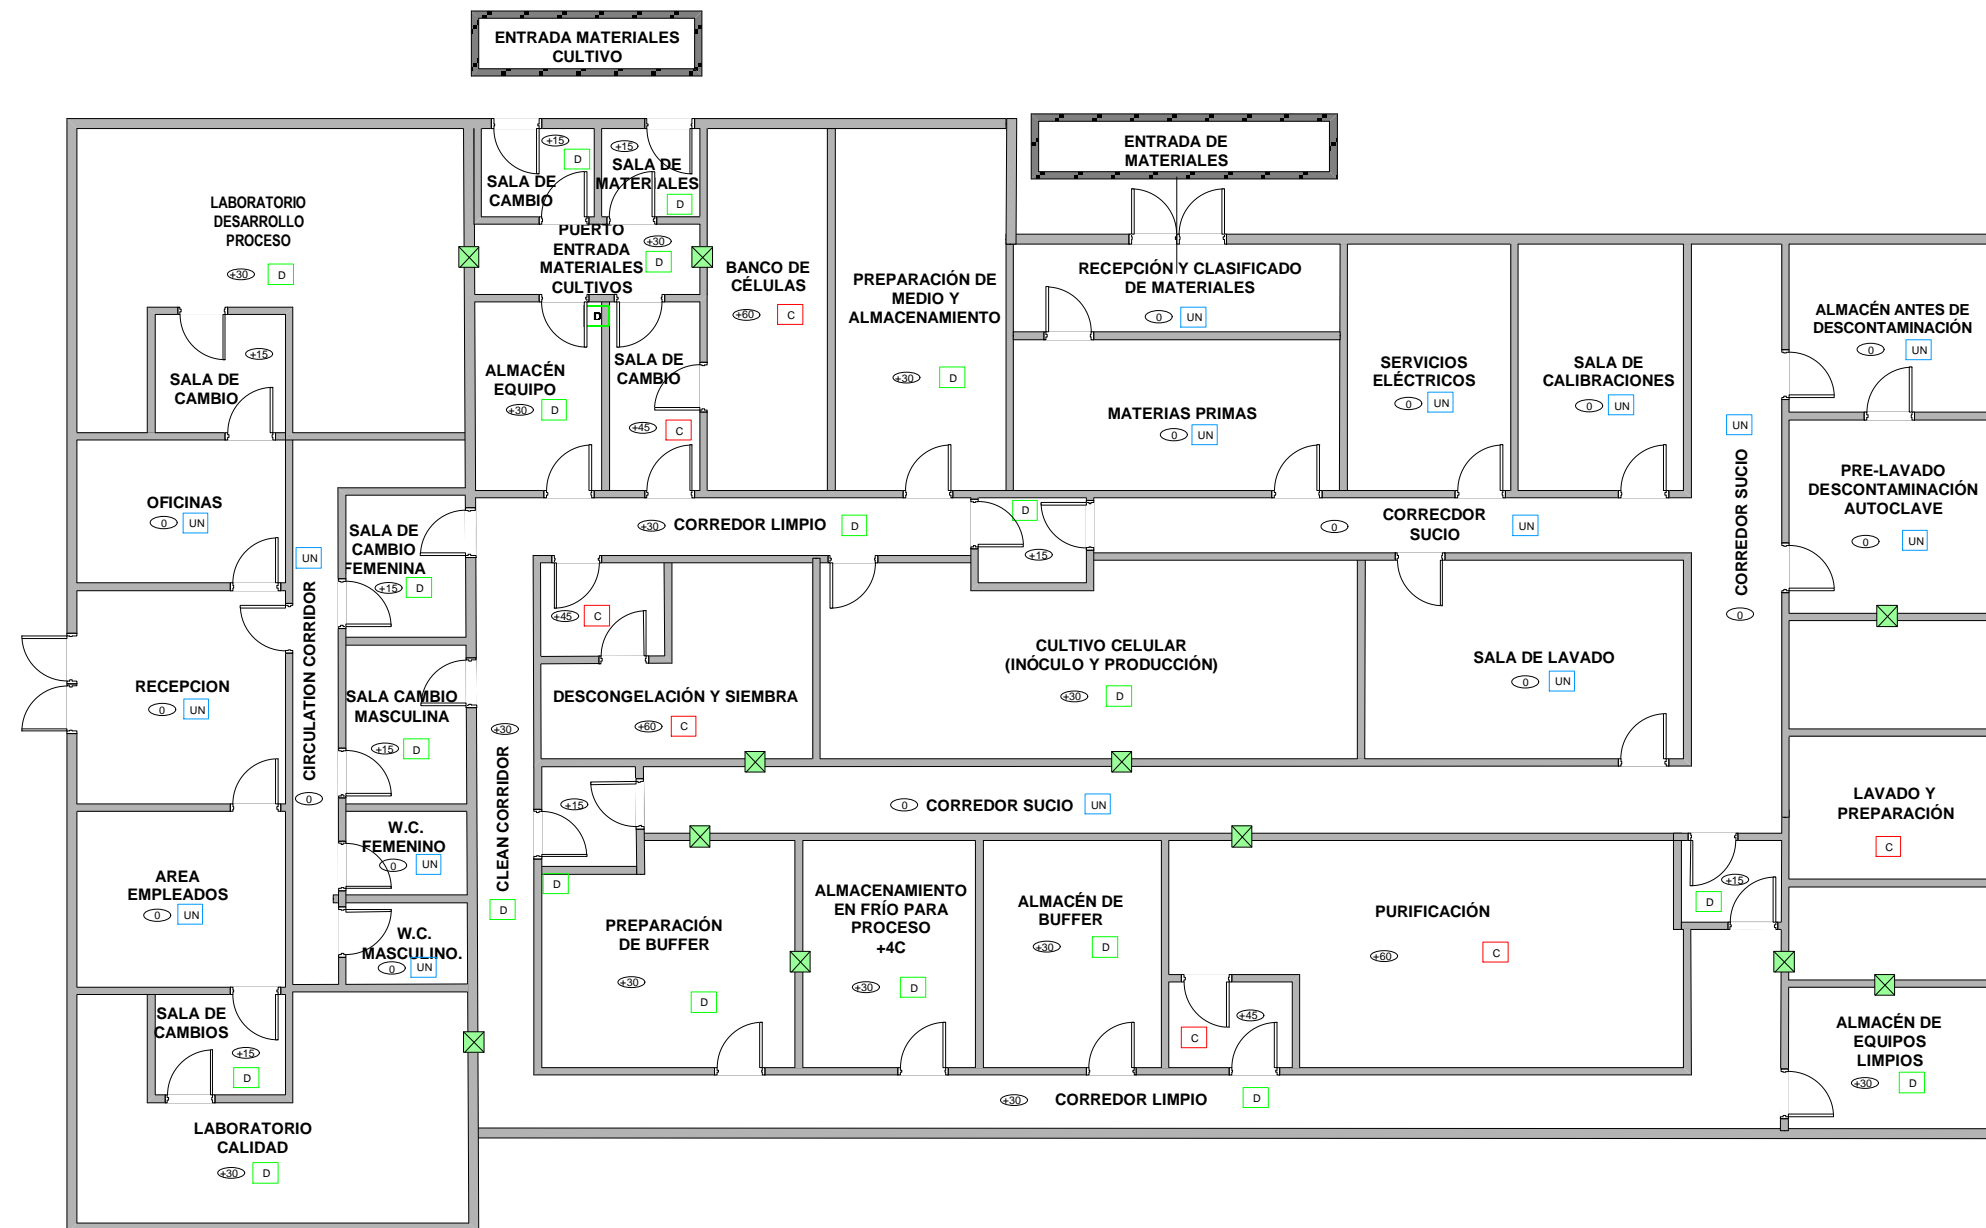 ENTRADA MATERIALES
CULTIVO
ENTRADA DE
MATERIALES
LABORATORIO
DESARROLLO
PROCESO
+30 D
+15
D
SALA DE
CAMBIO
+15
SALA DE
MATERIALES
D
PUERTO
ENTRADA
MATERIALES
CULTIVOS
+30
D
BANCO DE
CÉLULAS
+60 C
PREPARACIÓN DE
MEDIO Y
ALMACENAMIENTO
+30 D
RECEPCIÓN Y CLASIFICADO
DE MATERIALES
0 UN
MATERIAS PRIMAS
0 UN
SERVICIOS
ELÉCTRICOS
0 UN
SALA DE
CALIBRACIONES
0 UN
UN
CORREDOR SUCIO
0
ALMACÉN ANTES DE
DESCONTAMINACIÓN
0 UN
PRE-LAVADO
DESCONTAMINACIÓN
AUTOCLAVE
0 UN
+15
SALA DE
CAMBIO
D
ALMACÉN
EQUIPO
+30 D
SALA DE
CAMBIO
+45 C
OFICINAS
0 UN
UN
CIRCULATION CORRIDOR
0
SALA DE
CAMBIO
FEMENINA
+15 D
+30 CORREDOR LIMPIO D
D
+15
0
CORRECDOR
SUCIO
UN
RECEPCION
0 UN
SALA CAMBIO
MASCULINA
+15 D
+30
CLEAN CORRIDOR
D
+45 C
DESCONGELACIÓN Y SIEMBRA
+60 C
CULTIVO CELULAR
(INÓCULO Y PRODUCCIÓN)
+30 D
SALA DE LAVADO
0 UN
LAVADO Y
PREPARACIÓN
C
+15
D
0 CORREDOR SUCIO UN
W.C.
FEMENINO
0 UN
AREA
EMPLEADOS
0 UN
W.C.
MASCULINO.
0 UN
PREPARACIÓN
DE BUFFER
+30
D
ALMACENAMIENTO
EN FRÍO PARA
PROCESO
+4C
+30 D
ALMACÉN DE
BUFFER
+30 D
PURIFICACIÓN
+60 C
+15
D
+45
C
SALA DE
CAMBIOS
+15
D
ALMACÉN DE
EQUIPOS
LIMPIOS
+30 D
+30 CORREDOR LIMPIO D
LABORATORIO
CALIDAD
+30 D